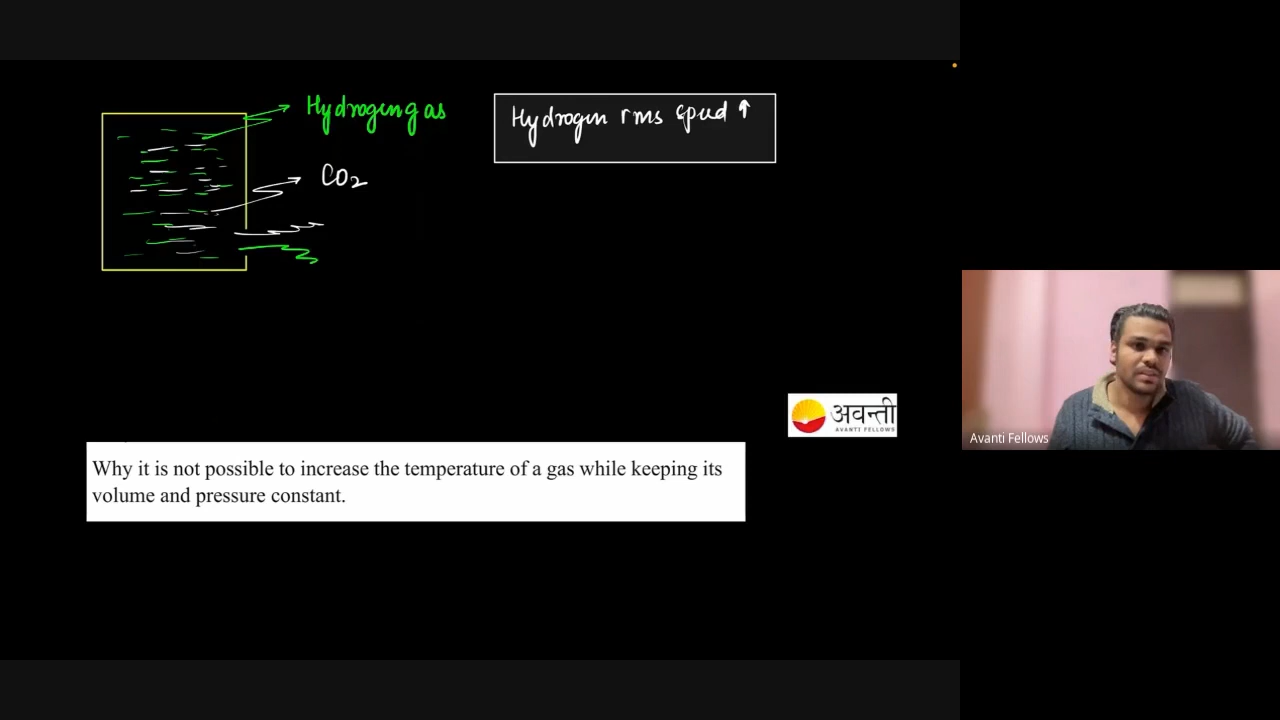 Hydrogen gas
Hydrogen rms speed ↑
CO₂
अवन्ती
AVANTI FELLOWS
Avanti Fellows
Why it is not possible to increase the temperature of a gas while keeping its
volume and pressure constant.